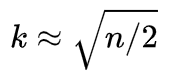 k ≈ √n/2